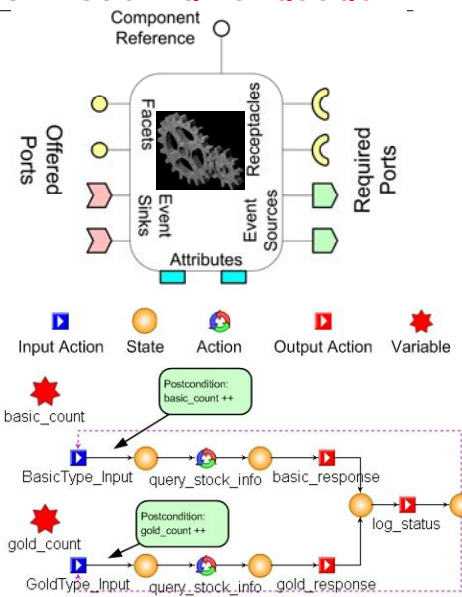 Component
Reference
Offered
Ports
Facets
Receptacles
Event
Sinks
Event
Sources
Required
Ports
Attributes
Input Action
State
Action
Output Action
Variable
basic_count
Postcondition:
basic_count ++
BasicType_Input
query_stock_info
basic_response
log_status
gold_count
Postcondition:
gold_count ++
GoldType_Input
query_stock_info
gold_response